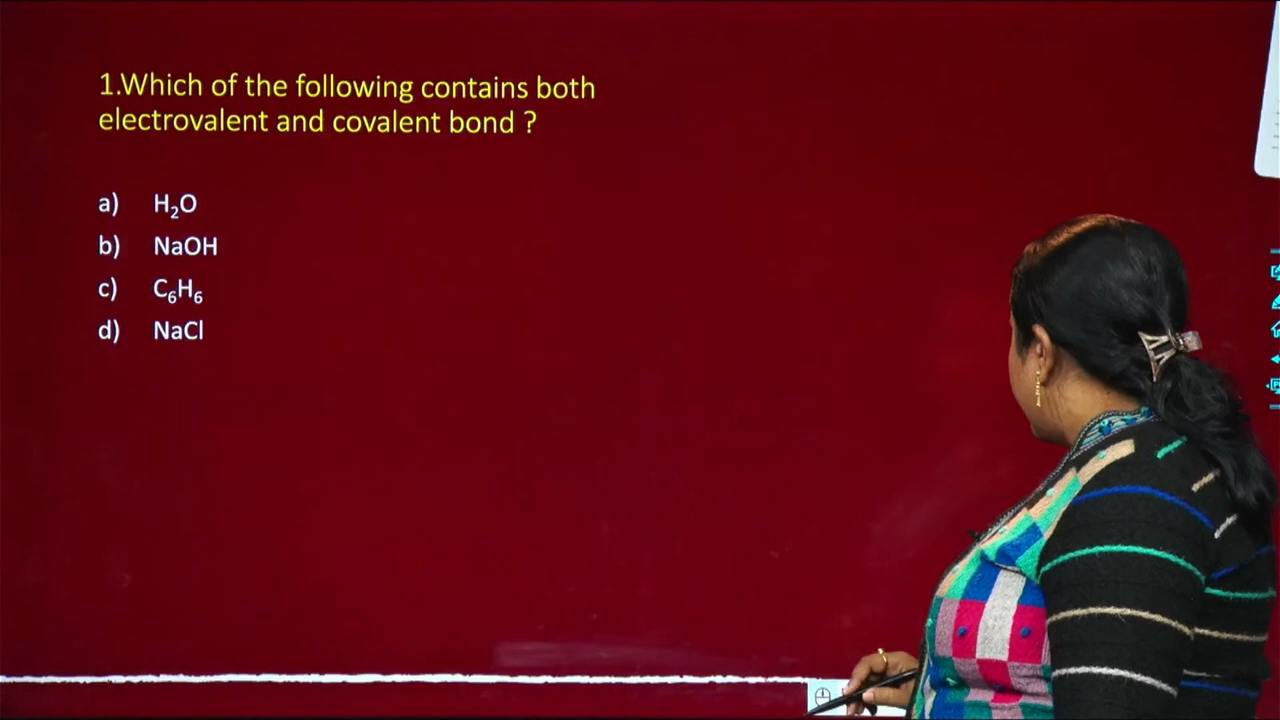 1.Which of the following contains both
electrovalent and covalent bond ?
a) H₂O
b) NaOH
c) C₆H₆
d) NaCl